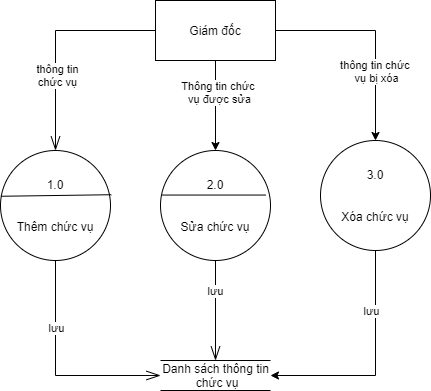 Giám đốc
thông tin
chức vụ
Thông tin chức
vụ được sửa
thông tin chức
vụ bị xóa
1.0
Thêm chức vụ
2.0
Sửa chức vụ
3.0
Xóa chức vụ
lưu
lưu
lưu
Danh sách thông tin
chức vụ